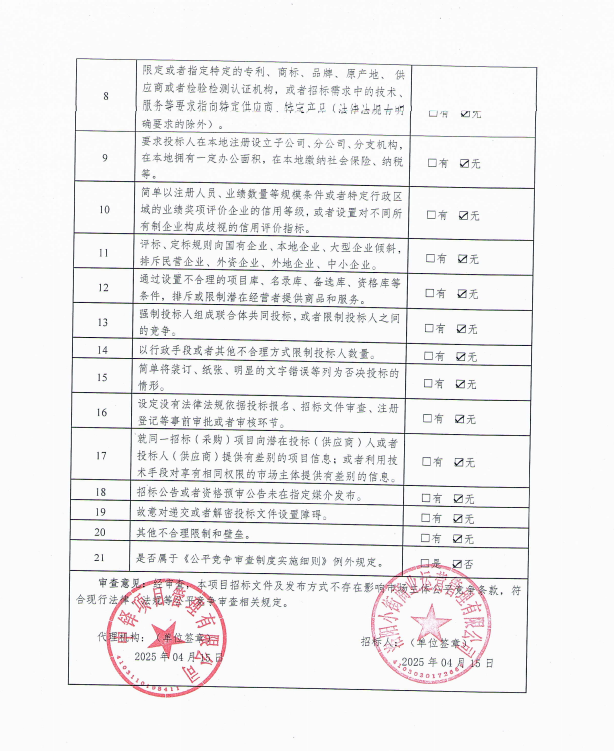 8
限定或者指定特定的专利、商标、品牌、原产地、供
应商或者检验检测认证机构，或者招标需求中的技术、
服务等要求指向特定供应商、特定产品（法律法规有明
确要求的除外）。
□有 ☑无
9
要求投标人在本地注册设立子公司、分公司、分支机构，
在本地拥有一定办公面积，在本地缴纳社会保险、纳税
等。
□有 ☑无
10
简单以注册人员、业绩数量等规模条件或者特定行政区
域的业绩奖项评价企业的信用等级，或者设置对不同所
有制企业构成歧视的信用评价指标。
□有 ☑无
11
评标、定标规则向国有企业、本地企业、大型企业倾斜，
排斥民营企业、外资企业、外地企业、中小企业。
□有 ☑无
12
通过设置不合理的项目库、名录库、备选库、资格库等
条件，排斥或限制潜在经营者提供商品和服务。
□有 ☑无
13
强制投标人组成联合体共同投标，或者限制投标人之间
的竞争。
□有 ☑无
14
以行政手段或者其他不合理方式限制投标人数量。
□有 ☑无
15
简单将装订、纸张、明显的文字错误等列为否决投标的
情形。
□有 ☑无
16
设定没有法律法规依据投标报名、招标文件审查、注册
登记等事前审批或者审核环节。
□有 ☑无
17
就同一招标（采购）项目向潜在投标（供应商）人或者
投标人（供应商）提供有差别的项目信息；或者利用技
术手段对享有相同权限的市场主体提供有差别的信息。
□有 ☑无
18
招标公告或者资格预审公告未在指定媒介发布。
□有 ☑无
19
故意对递交或者解密投标文件设置障碍。
□有 ☑无
20
其他不合理限制和壁垒。
□有 ☑无
21
是否属于《公平竞争审查制度实施细则》例外规定。
□是 ☑否
审查意见：经审查，本项目招标文件及发布方式不存在影响市场主体公平竞争条款，符
合现行法律、法规等公平竞争审查相关规定。
代理机构：（单位签章）
招标人：（单位签章）
2025 年 04 月 15 日
2025 年 04 月 15 日
项目管理有限公司
4103110198411
小街商业运营管理有限公司